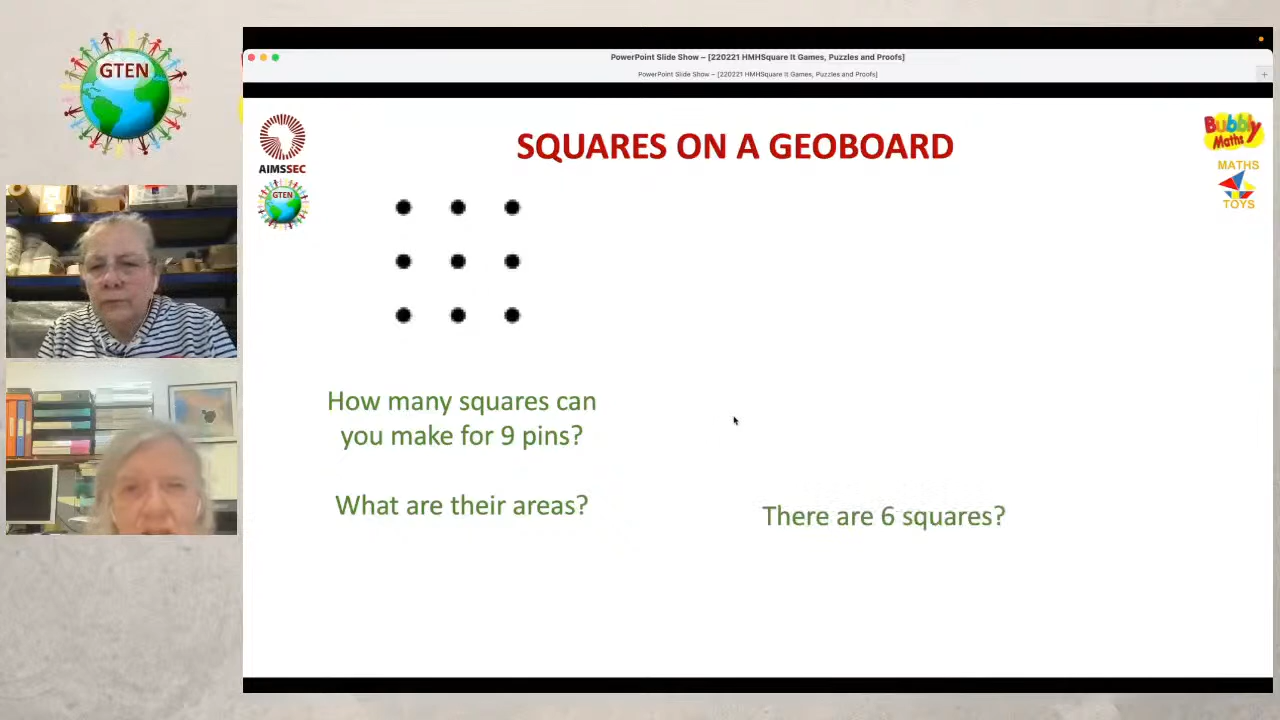 GTEN
PowerPoint Slide Show – [220221 HMHSquare It Games, Puzzles and Proofs]
PowerPoint Slide Show – [220221 HMHSquare It Games, Puzzles and Proofs]
SQUARES ON A GEOBOARD
AIMSSEC
GTEN
Bubbly
Maths
MATHS
TOYS
How many squares can
you make for 9 pins?
What are their areas?
There are 6 squares?